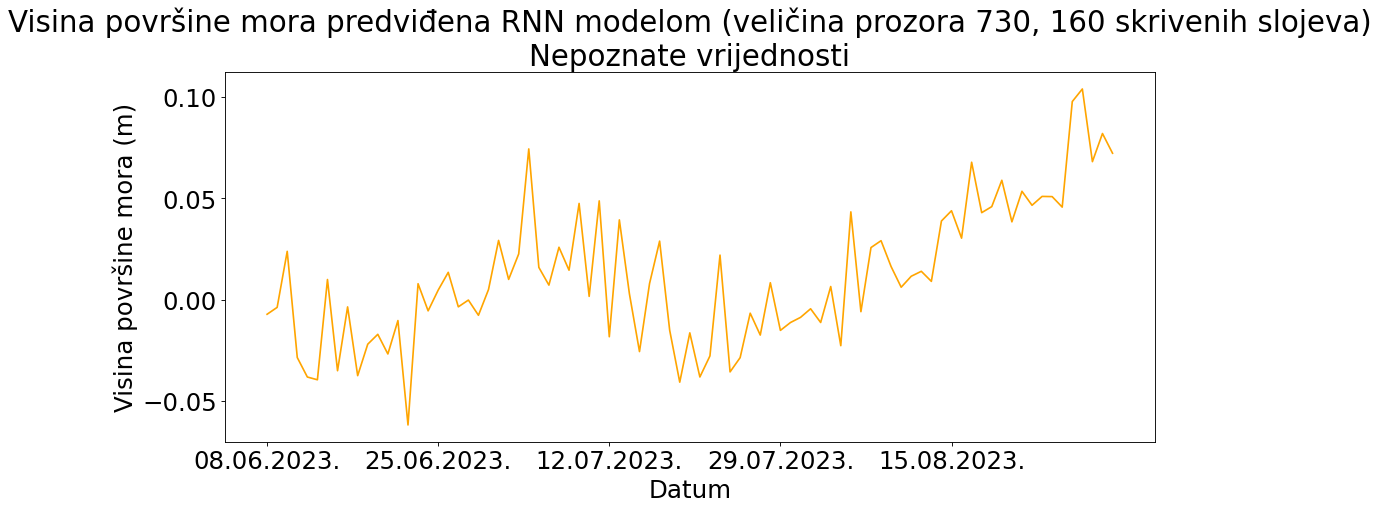 Visina površine mora predviđena RNN modelom (veličina prozora 730, 160 skrivenih slojeva)
Nepoznate vrijednosti
Visina površine mora (m)
0.10
0.05
0.00
−0.05
08.06.2023. 25.06.2023. 12.07.2023. 29.07.2023. 15.08.2023.
Datum